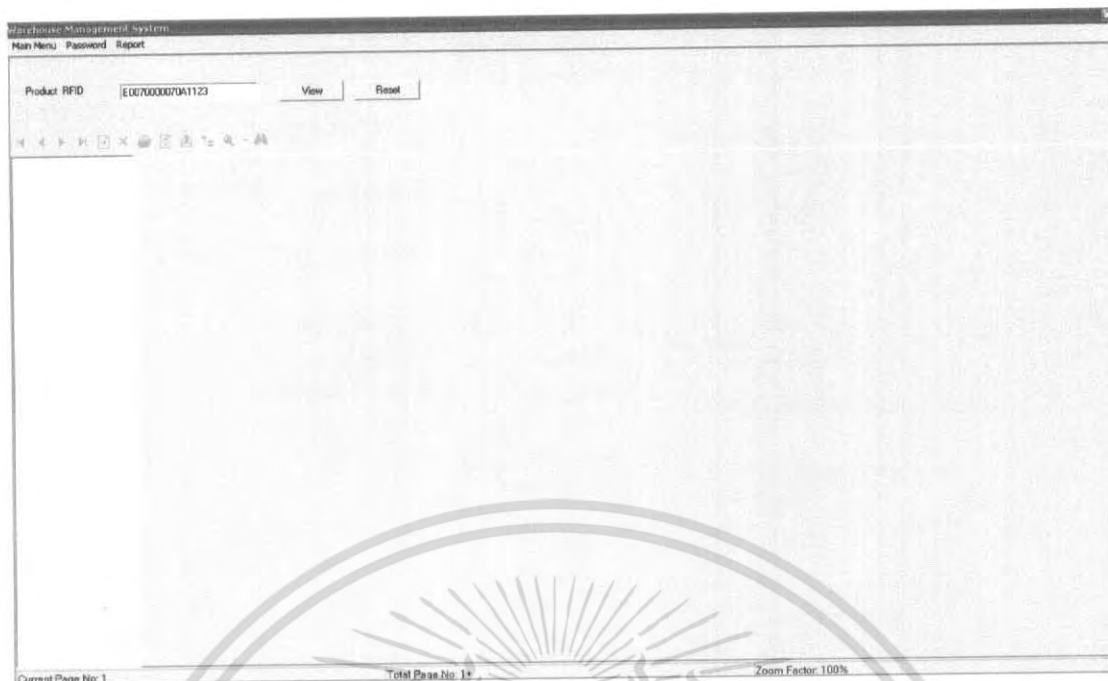 Warehouse Management System
Main Menu Password Report
Product RFID E0070000070A1123 View Reset
Current Page No: 1 Total Page No: 1+ Zoom Factor: 100%